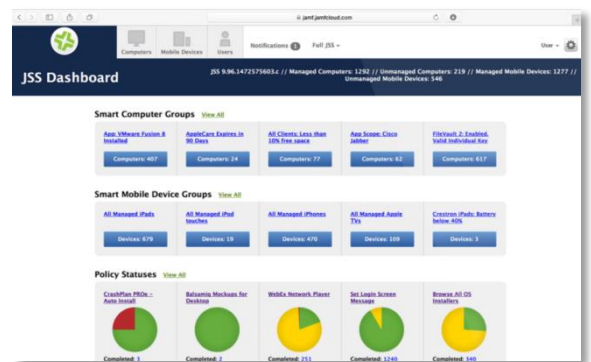 jamf.jamfcloud.com
Computers
Mobile Devices
Users
Notifications 1
Full JSS
User
JSS Dashboard
JSS 9.96.1472575603.c // Managed Computers: 1292 // Unmanaged Computers: 219 // Managed Mobile Devices: 1277 //
Unmanaged Mobile Devices: 546
Smart Computer Groups View All
App: VMware Fusion 8 Installed
Computers: 407
AppleCare Expires in 90 Days
Computers: 24
All Clients: Less than 10% free space
Computers: 77
App Scope: Cisco Jabber
Computers: 62
FileVault 2: Enabled, Valid Individual Key
Computers: 617
Smart Mobile Device Groups View All
All Managed iPads
Devices: 679
All Managed iPod touches
Devices: 19
All Managed iPhones
Devices: 470
All Managed Apple TVs
Devices: 109
Crestron iPads: Battery below 40%
Devices: 3
Policy Statuses View All
CrashPlan PROe – Auto Install
Completed: 3
Balsamiq Mockups for Desktop
Completed: 2
WebEx Network Player
Completed: 251
Set Login Screen Message
Completed: 1240
Browse All OS Installers
Completed: 540